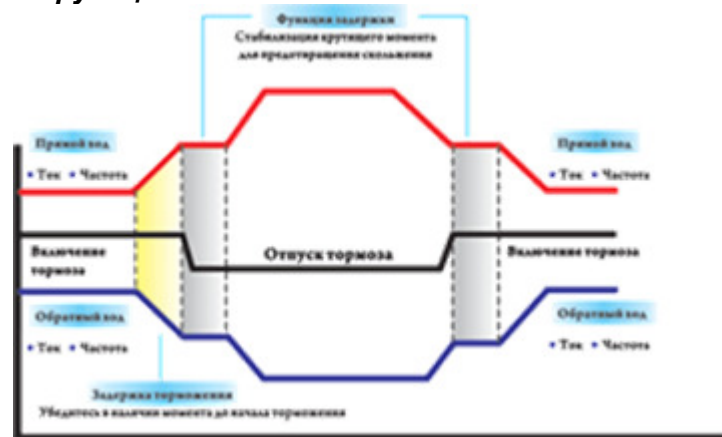 Функция задержки
Стабилизация крутящего момента
для предотвращения скольжения
Прямой ход
• Ток • Частота
Прямой ход
• Ток • Частота
Включение
тормоза
Отпуск тормоза
Включение тормоза
Обратный ход
• Ток • Частота
Обратный ход
• Ток • Частота
Задержка торможения
Убедитесь в наличии момента до начала торможения